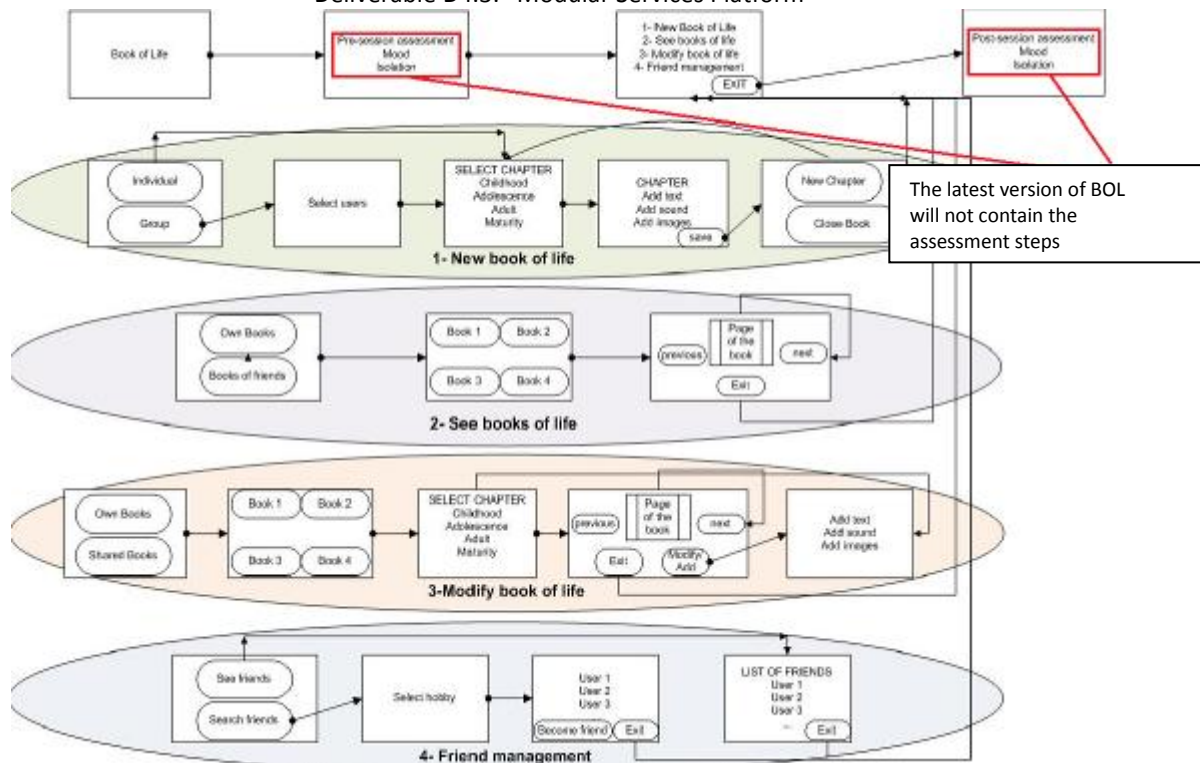 Deliverable D4.3.- Modular Services Platform
Book of Life
Pre-session assessment
Mood
Isolation
1- New Book of Life
2- See books of life
3- Modify book of life
4- Friend management
EXIT
Post-session assessment
Mood
Isolation
Individual
Group
Select users
SELECT CHAPTER
Childhood
Adolescence
Adult
Maturity
CHAPTER
Add text
Add sound
Add images
save
New Chapter
Close Book
The latest version of BOL
will not contain the
assessment steps
1- New book of life
Own Books
Books of friends
Book 1
Book 2
Book 3
Book 4
Page
of the
book
previous
next
Exit
2- See books of life
Own Books
Shared Books
Book 1
Book 2
Book 3
Book 4
SELECT CHAPTER
Childhood
Adolescence
Adult
Maturity
Page
of the
book
previous
next
Exit
Modify/
Add
Add text
Add sound
Add images
3-Modify book of life
See friends
Search friends
Select hobby
User 1
User 2
User 3
Become friend
Exit
LIST OF FRIENDS
User 1
User 2
User 3
...
Exit
4- Friend management